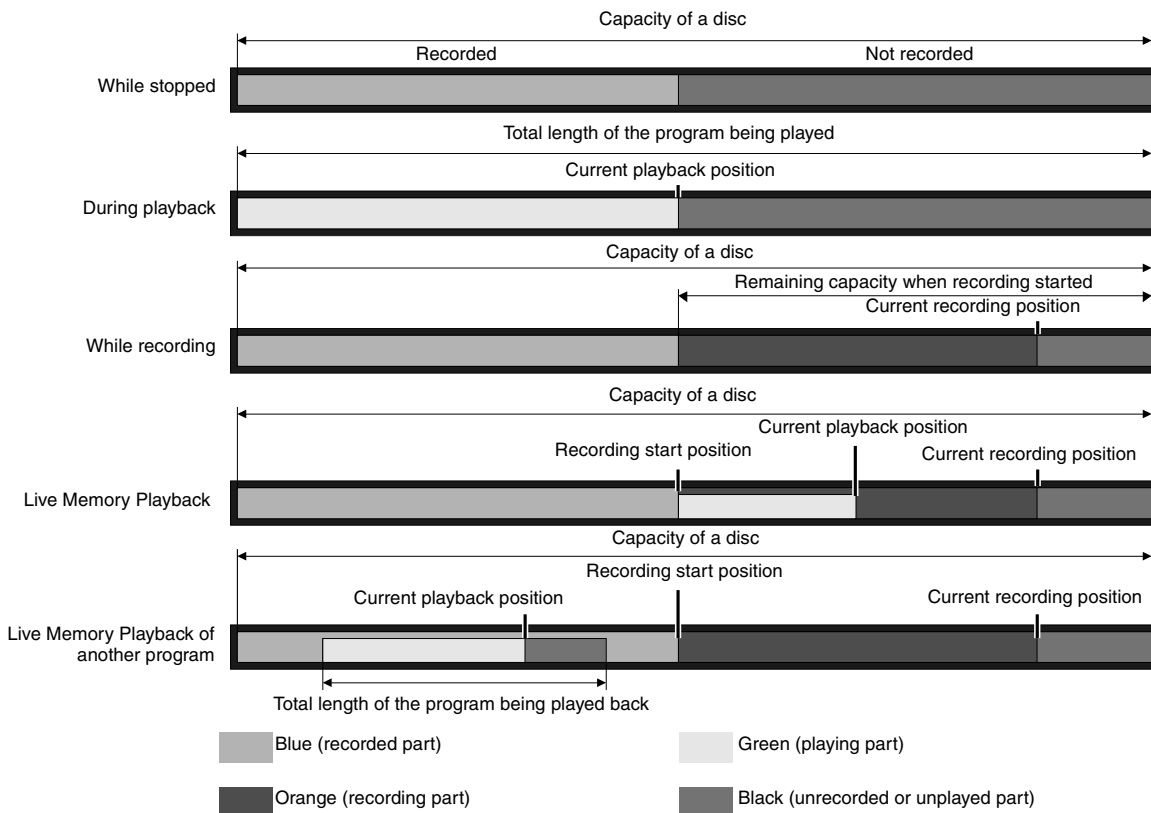 Capacity of a disc
Recorded
Not recorded
While stopped
Total length of the program being played
Current playback position
During playback
Capacity of a disc
Remaining capacity when recording started
Current recording position
While recording
Capacity of a disc
Current playback position
Recording start position
Current recording position
Live Memory Playback
Capacity of a disc
Recording start position
Current playback position
Current recording position
Live Memory Playback of
another program
Total length of the program being played back
Blue (recorded part)
Green (playing part)
Orange (recording part)
Black (unrecorded or unplayed part)